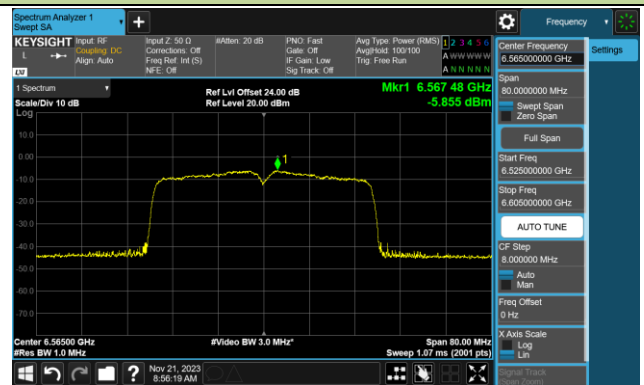 Spectrum Analyzer 1
Swept SA
+
Frequency
KEYSIGHT
L
LXI
Input: RF
Coupling: DC
Align: Auto
Input Z: 50 Ω
Corrections: Off
Freq Ref: Int (S)
NFE: Off
#Atten: 20 dB
PNO: Fast
Gate: Off
IF Gain: Low
Sig Track: Off
Avg Type: Power (RMS)
Avg|Hold: 100/100
Trig: Free Run
1 2 3 4 5 6
A W W W W W
A N N N N N
1 Spectrum
Scale/Div 10 dB
Log
Ref Lvl Offset 24.00 dB
Ref Level 20.00 dBm
Mkr1 6.567 48 GHz
-5.855 dBm
1
10.0
0.00
-10.0
-20.0
-30.0
-40.0
-50.0
-60.0
-70.0
Center 6.56500 GHz
#Res BW 1.0 MHz
#Video BW 3.0 MHz*
Span 80.00 MHz
Sweep 1.07 ms (2001 pts)
Nov 21, 2023
8:56:19 AM
?
Center Frequency
6.565000000 GHz
Settings
Span
80.0000000 MHz
Swept Span
Zero Span
Full Span
Start Freq
6.525000000 GHz
Stop Freq
6.605000000 GHz
AUTO TUNE
CF Step
8.000000 MHz
Auto
Man
Freq Offset
0 Hz
X Axis Scale
Log
Lin
Signal Track
(Span Zoom)